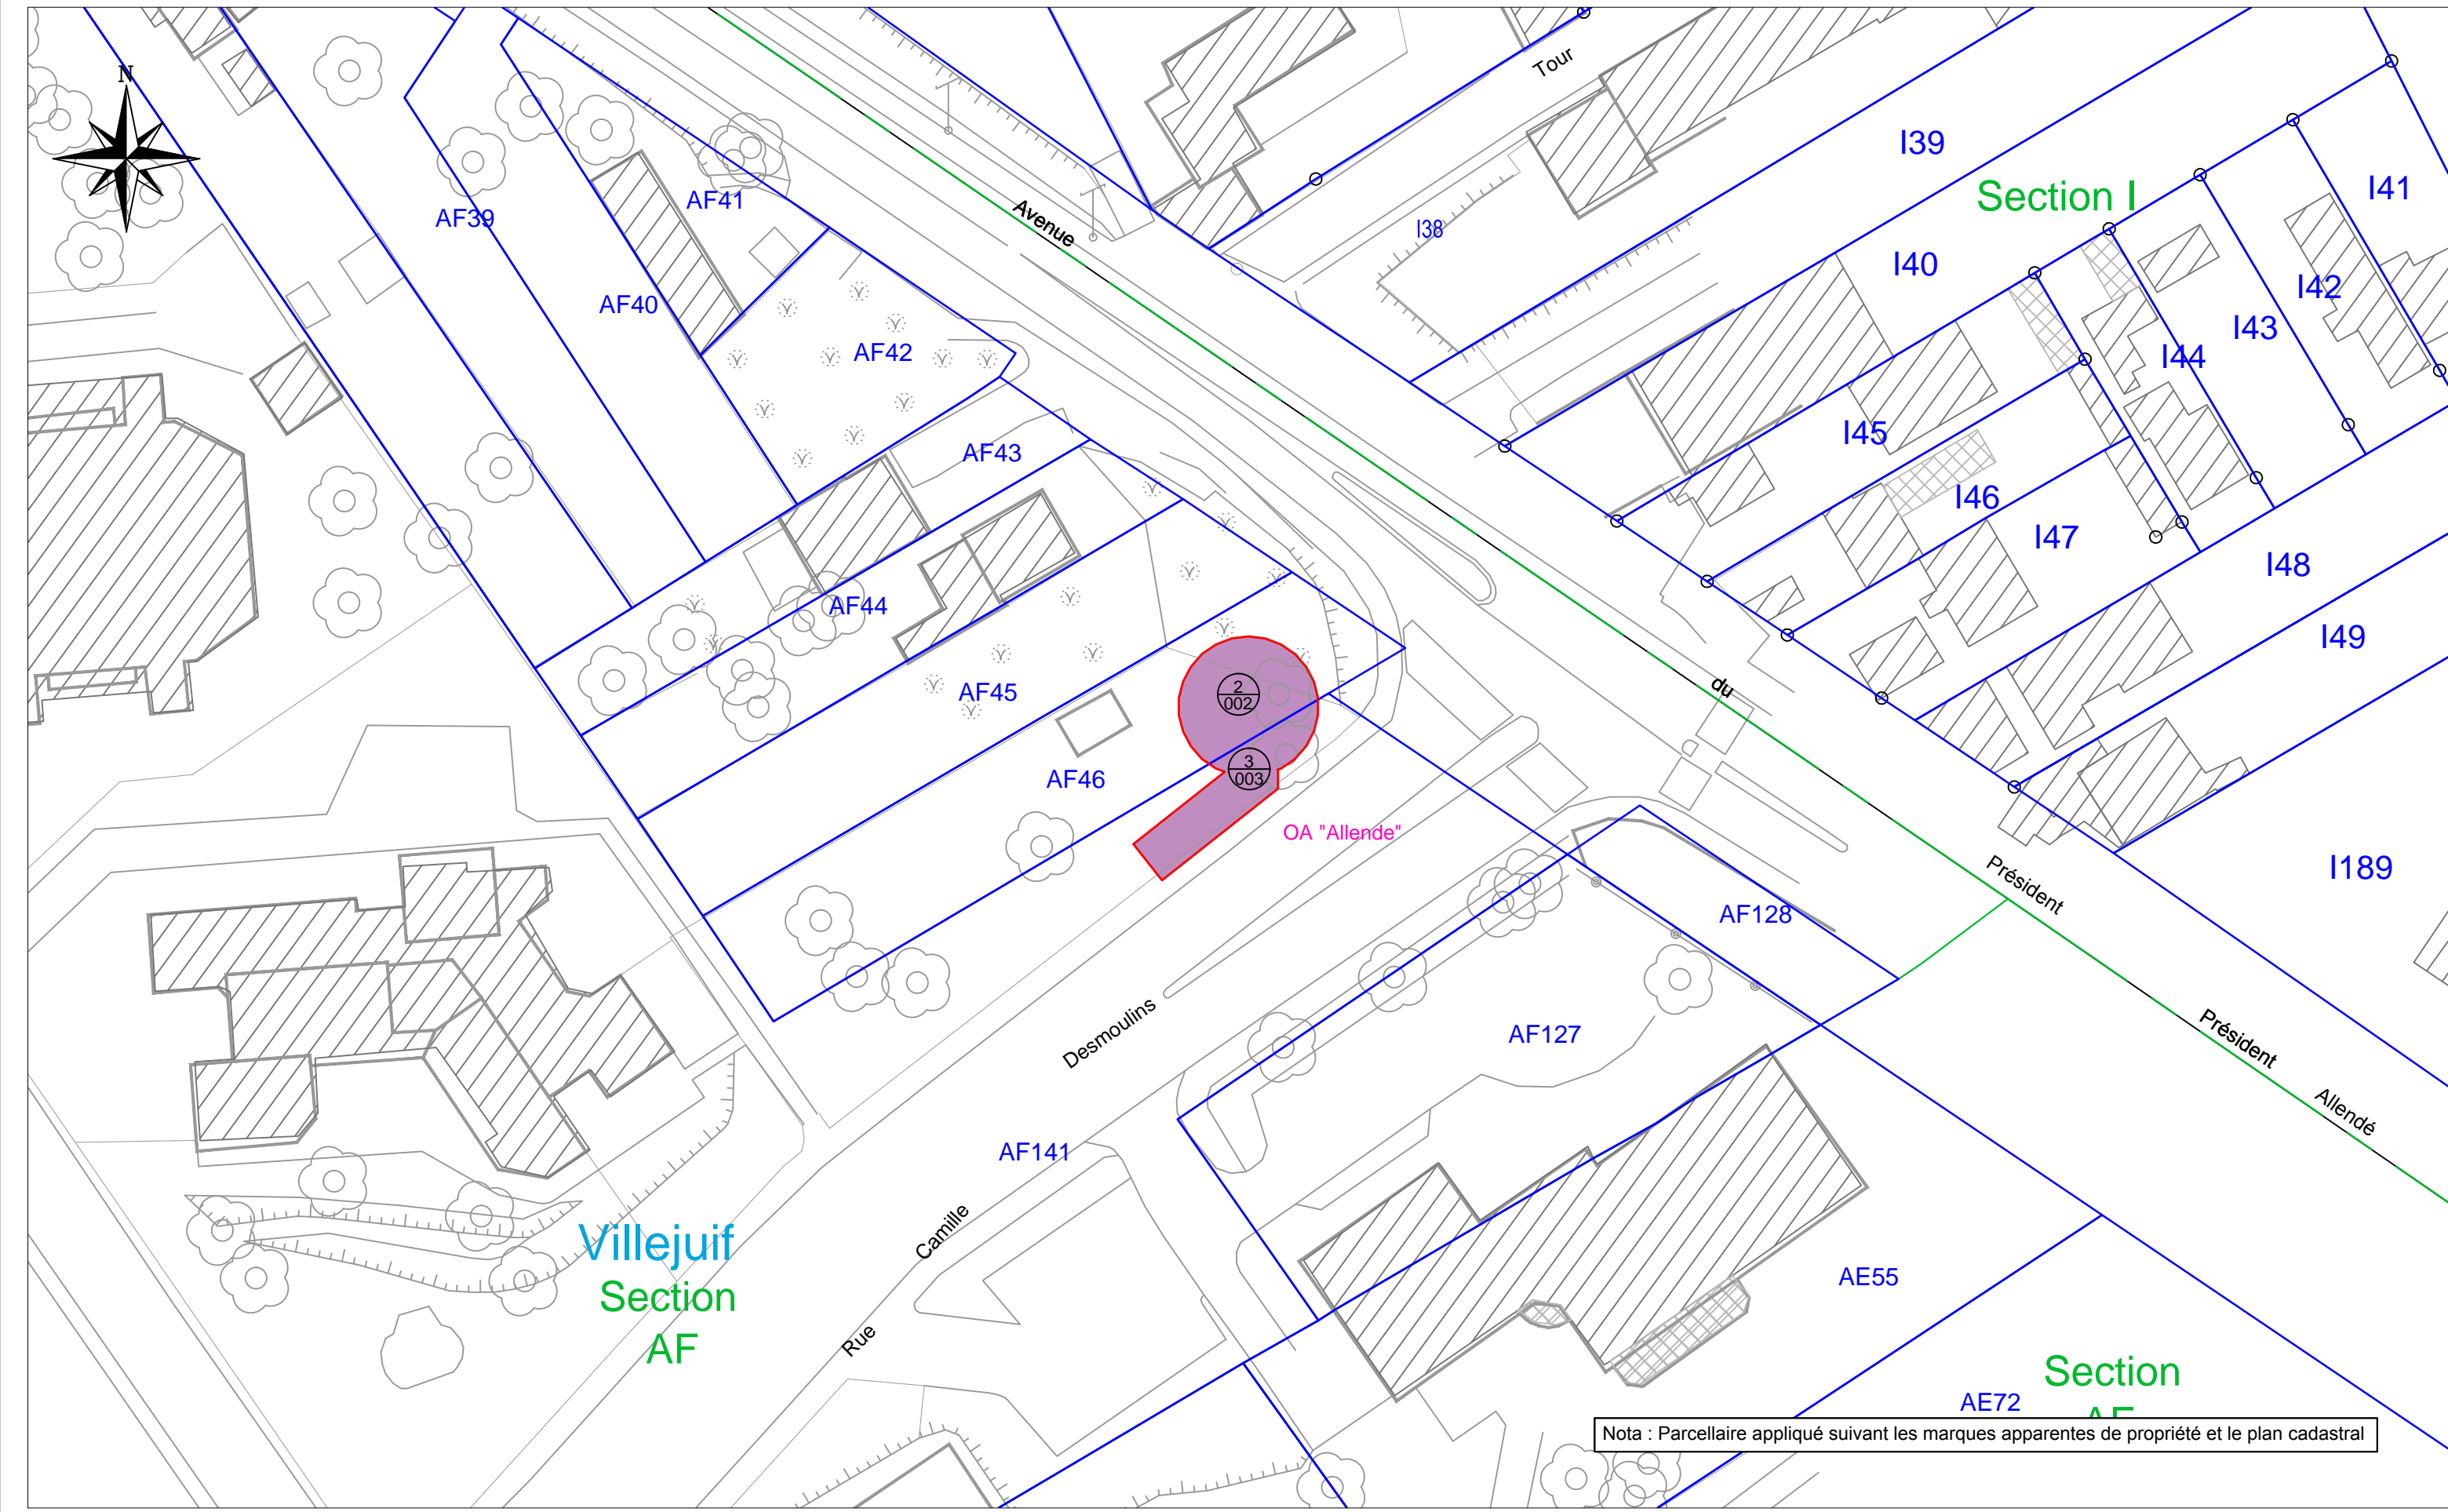 N
Tour
I39
Section I
I41
AF39
AF41
Avenue
I38
I40
I42
AF40
AF42
I43
I44
I45
AF43
I46
I47
I48
AF44
I49
AF45
2
002
du
3
003
AF46
OA "Allende"
Président
I189
AF128
Desmoulins
AF127
Président
Allendé
AF141
Camille
Villejuif
Section
AF
Rue
AE55
Section
AE72
Nota : Parcellaire appliqué suivant les marques apparentes de propriété et le plan cadastral